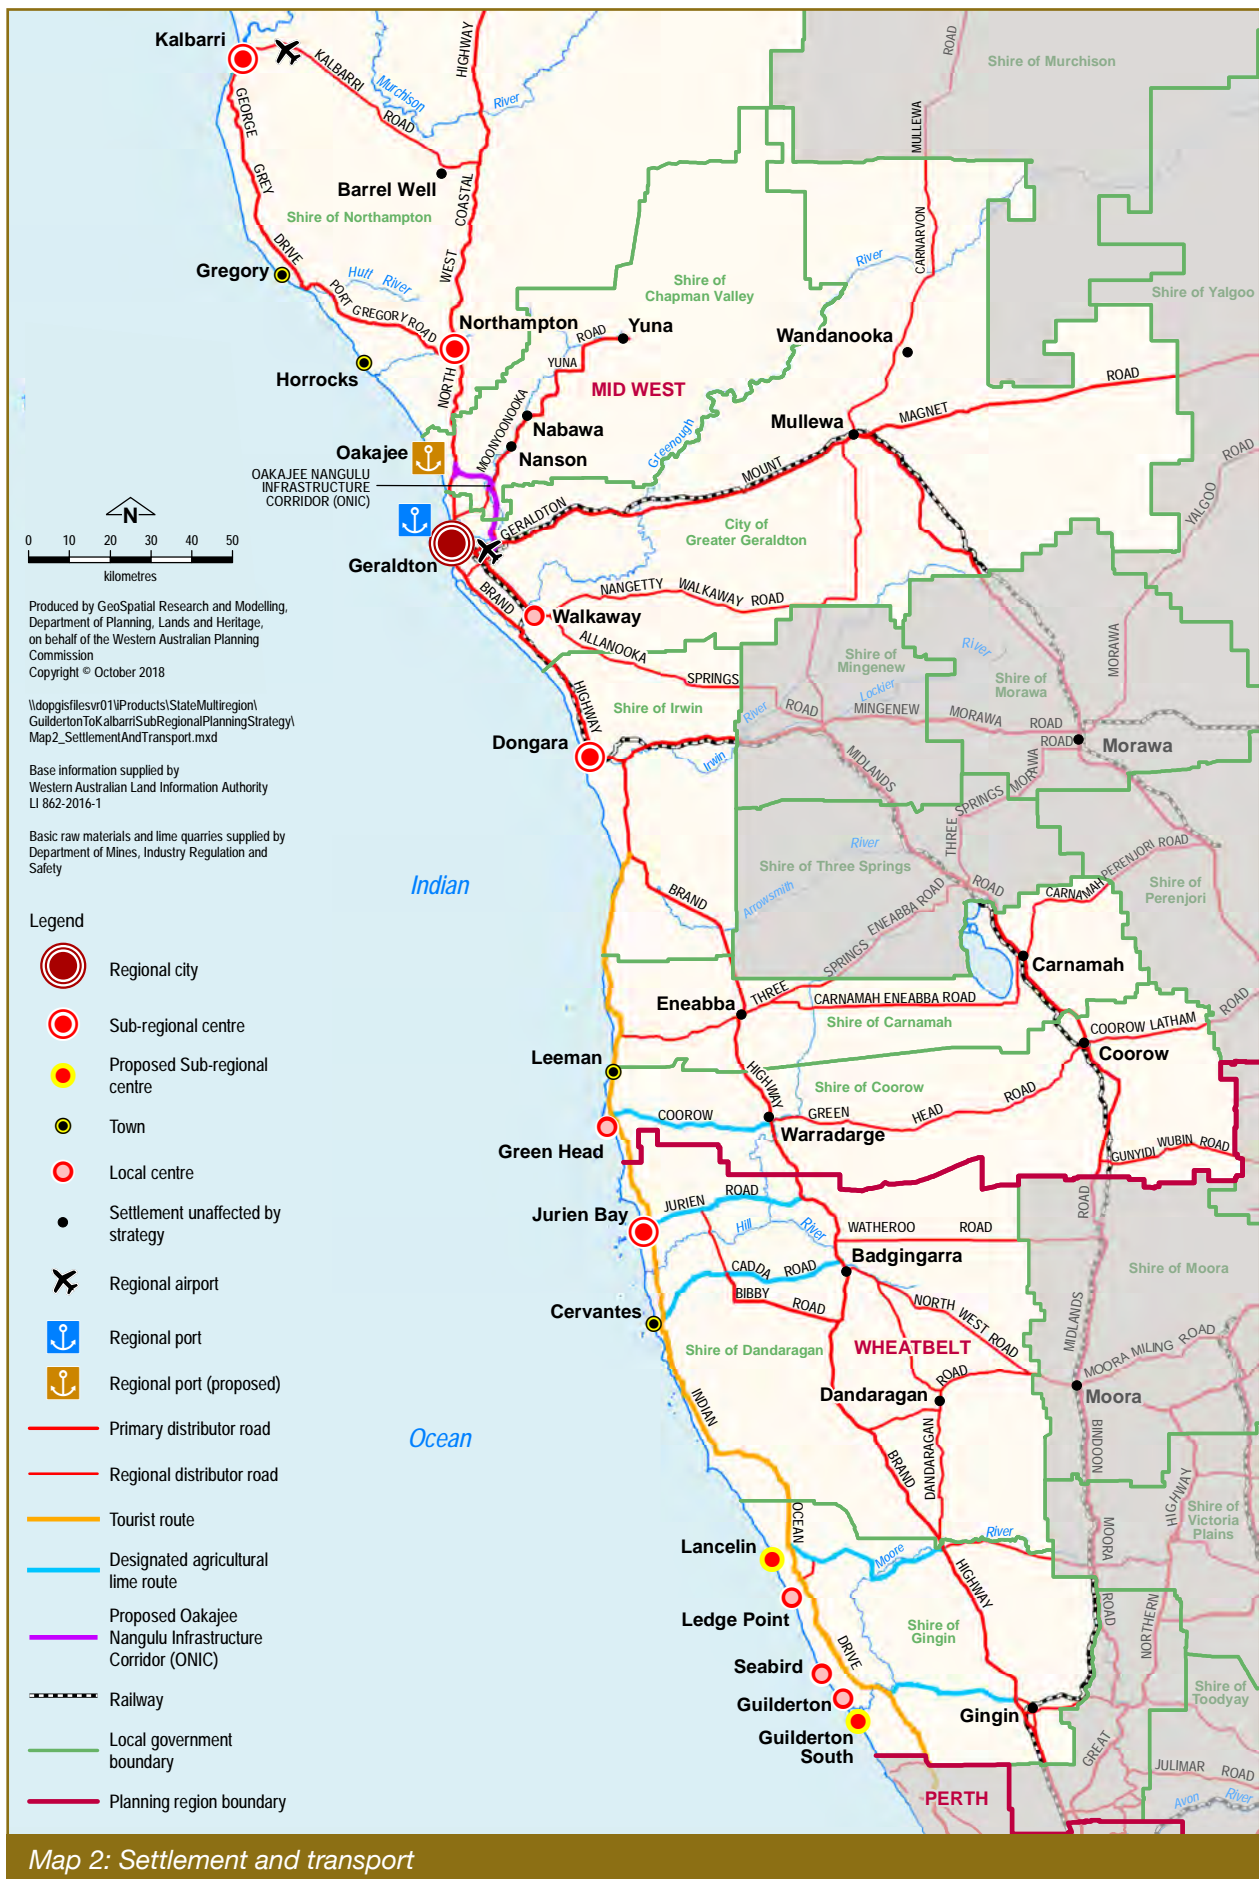 Kalbarri
KALBARRI
ROAD
HIGHWAY
Murchison
River
GEORGE
GREY
DRIVE
Barrel Well
Shire of Northampton
COASTAL
WEST
NORTH
Shire of Murchison
ROAD
MULLEWA
CARNARVON
River
Gregory
Hutt River
PORT
GREGORY ROAD
Northampton
Horrocks
Shire of
Chapman Valley
Shire of Yalgoo
Yuna
ROAD
YUNA
MOONYOONOOKA
Wandanooka
MID WEST
Nabawa
Nanson
Greenough
Mullewa
MAGNET
ROAD
MOUNT
GERALDTON
Oakajee
OAKAJEE NANGULU
INFRASTRUCTURE
CORRIDOR (ONIC)
City of
Greater Geraldton
ROAD
YALGOO
MORAWA
N
0 10 20 30 40 50
kilometres
Geraldton
BRAND
HIGHWAY
Walkaway
NANGETTY WALKAWAY ROAD
ALLANOOKA
SPRINGS
ROAD
Produced by GeoSpatial Research and Modelling,
Department of Planning, Lands and Heritage,
on behalf of the Western Australian Planning
Commission
Copyright © October 2018
\\dopgisfilesvr01\iProducts\StateMultiregion\
GuildertonToKalbarriSubRegionalPlanningStrategy\
Map2_SettlementAndTransport.mxd
Base information supplied by
Western Australian Land Information Authority
LI 862-2016-1
Basic raw materials and lime quarries supplied by
Department of Mines, Industry Regulation and
Safety
Shire of
Mingenew
River
Shire of
Morawa
Lockier
River
MINGENEW
MORAWA
ROAD
Shire of Irwin
Dongara
Irwin
MIDLANDS
ROAD
Morawa
MORAWA
SPRINGS
THREE
River
Shire of Three Springs
Arrowsmith
ROAD
CARNAMAH
PERENJORI ROAD
Shire of
Perenjori
Indian
BRAND
SPRINGS
ENEABBA ROAD
THREE
Carnamah
Eneabba
CARNAMAH ENEABBA ROAD
Shire of Carnamah
COOROW LATHAM
ROAD
Coorow
Leeman
HIGHWAY
Shire of Coorow
COOROW
GREEN
HEAD
ROAD
Green Head
Warradarge
GUNYIDI
WUBIN ROAD
ROAD
Jurien Bay
JURIEN
ROAD
Hill
River
WATHEROO
ROAD
Badgingarra
CADDA
ROAD
BIBBY
ROAD
Shire of Moora
Cervantes
NORTH
WEST ROAD
WHEATBELT
Shire of Dandaragan
MIDLANDS
MOORA MILING ROAD
Moora
ROAD
Dandaragan
INDIAN
BRAND
DANDARAGAN
BINDOON
HIGHWAY
Ocean
Shire of
Victoria
Plains
OCEAN
Lancelin
Moore
River
MOORA
ROAD
Ledge Point
HIGHWAY
Shire of
Gingin
NORTHERN
DRIVE
Seabird
Guilderton
Guilderton
South
Gingin
Shire of
Toodyay
GREAT
JULIMAR
ROAD
Avon
River
PERTH
Legend
Regional city
Sub-regional centre
Proposed Sub-regional
centre
Town
Local centre
Settlement unaffected by
strategy
Regional airport
Regional port
Regional port (proposed)
Primary distributor road
Regional distributor road
Tourist route
Designated agricultural
lime route
Proposed Oakajee
Nangulu Infrastructure
Corridor (ONIC)
Railway
Local government
boundary
Planning region boundary
Map 2: Settlement and transport